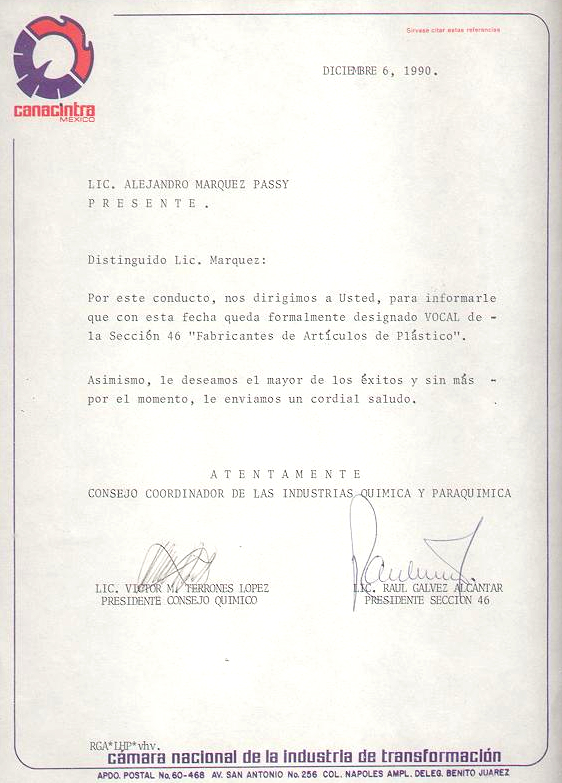 Sírvase citar estas referencias
canacintra
MEXICO
DICIEMBRE 6, 1990.
LIC. ALEJANDRO MARQUEZ PASSY
P R E S E N T E .
Distinguido Lic. Marquez:
Por este conducto, nos dirigimos a Usted, para informarle
que con esta fecha queda formalmente designado VOCAL de -
la Sección 46 "Fabricantes de Artículos de Plástico".
Asimismo, le deseamos el mayor de los éxitos y sin más -
por el momento, le enviamos un cordial saludo.
A T E N T A M E N T E
CONSEJO COORDINADOR DE LAS INDUSTRIAS QUIMICA Y PARAQUIMICA
LIC. VICTOR M. TERRONES LOPEZ
PRESIDENTE CONSEJO QUIMICO
LIC. RAUL GALVEZ ALCANTAR
PRESIDENTE SECCION 46
RGA*LHP*vhv.
cámara nacional de la industria de transformación
APDO. POSTAL No. 60-468 AV. SAN ANTONIO No. 256 COL. NAPOLES AMPL. DELEG. BENITO JUAREZ